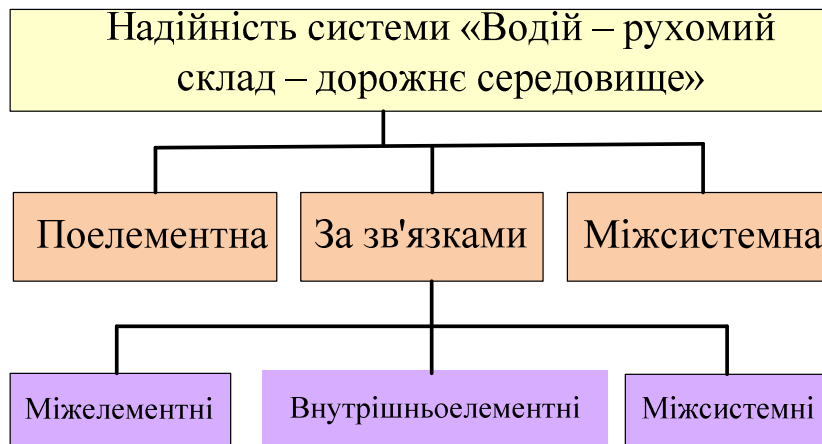 Надійність системи «Водій – рухомий
склад – дорожнє середовище»
Поелементна
За зв'язками
Міжсистемна
Міжелементні
Внутрішньоелементні
Міжсистемні